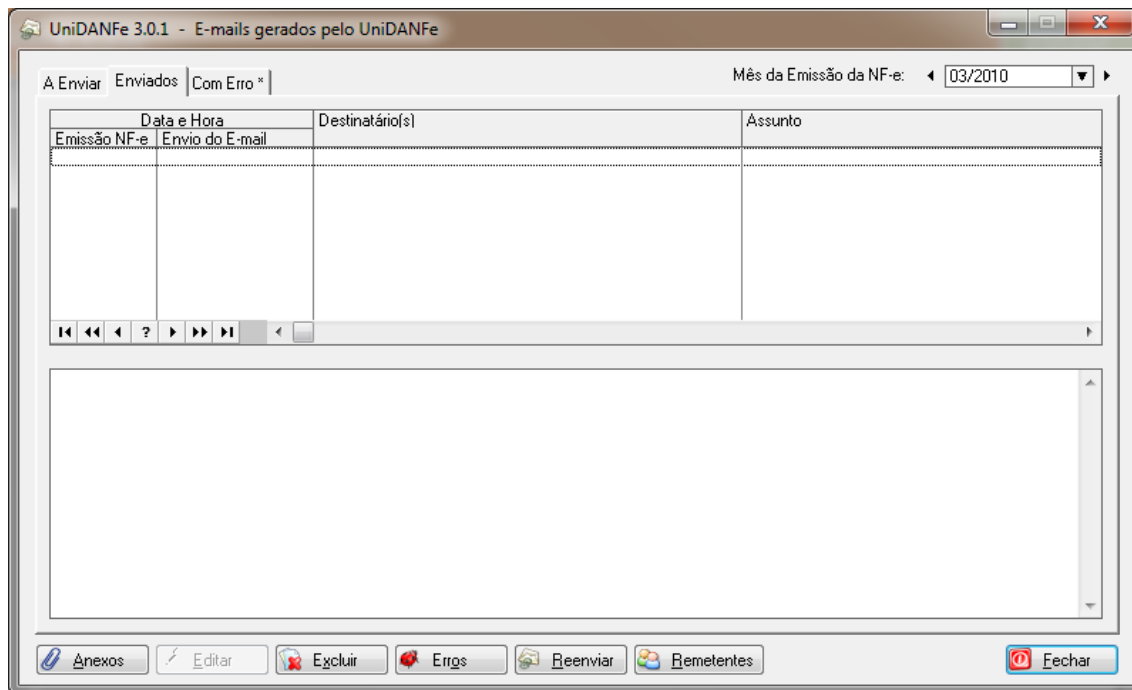 UniDANFe 3.0.1 - E-mails gerados pelo UniDANFe
A Enviar Enviados Com Erro * Mês da Emissão da NF-e: 03/2010
Data e Hora Destinatário(s) Assunto
Emissão NF-e Envio do E-mail
?
Anexos Editar Excluir Erros Reenviar Remetentes Fechar